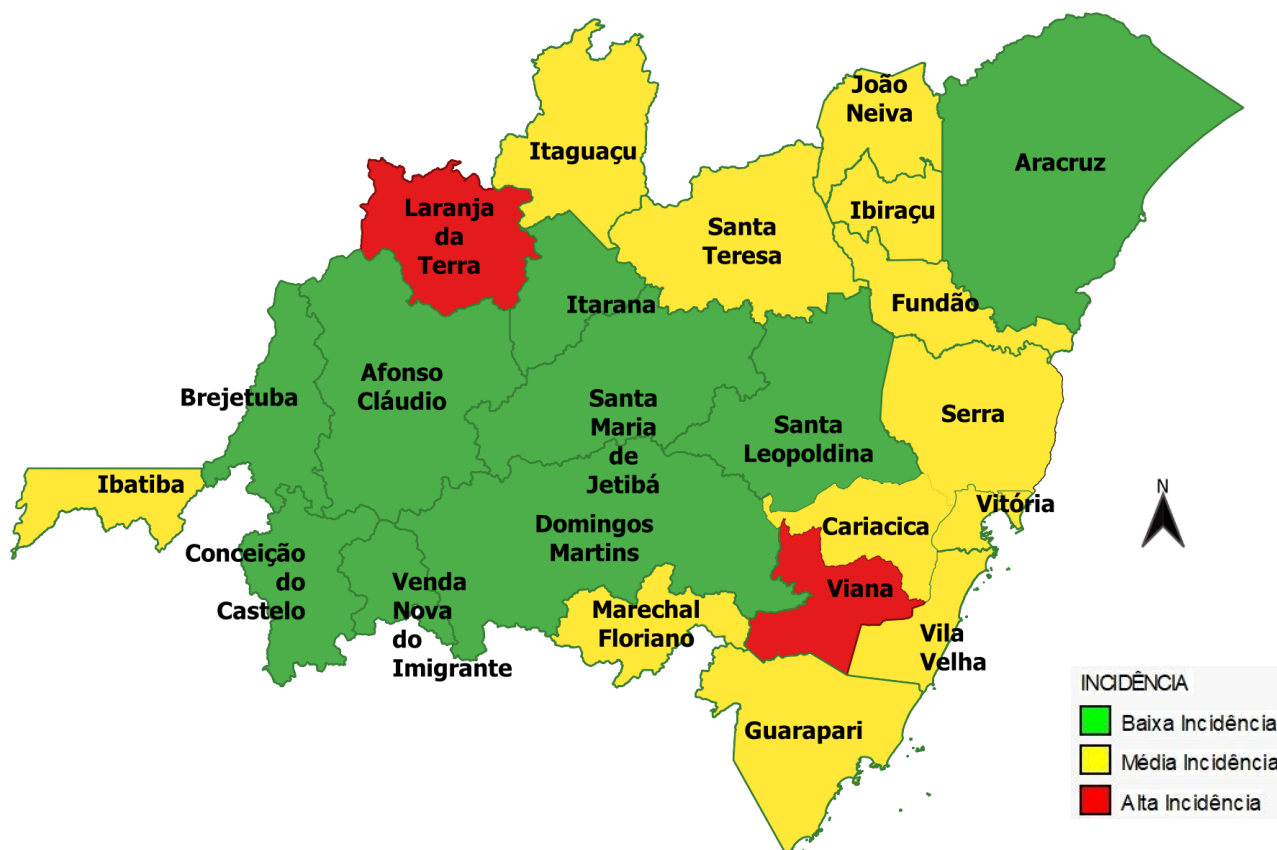 João
Neiva
Itaguaçu
Aracruz
Laranja
da
Terra
Ibiraçu
Santa
Teresa
Fundão
Itarana
Afonso
Cláudio
Brejetuba
Santa
Maria
de
Jetibá
Santa
Leopoldina
Serra
Ibatiba
N
Vitória
Cariacica
Domingos
Martins
Conceição
do
Castelo
Venda
Nova
do
Imigrante
Viana
Marechal
Floriano
Vila
Velha
Guarapari
INCIDÊNCIA
Baixa Incidência
Média Incidência
Alta Incidência